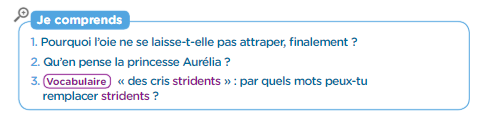 Je comprends
1. Pourquoi l'oie ne se laisse-t-elle pas attraper, finalement ?
2. Qu'en pense la princesse Aurélia ?
3. Vocabulaire « des cris stridents » : par quels mots peux-tu
remplacer stridents ?